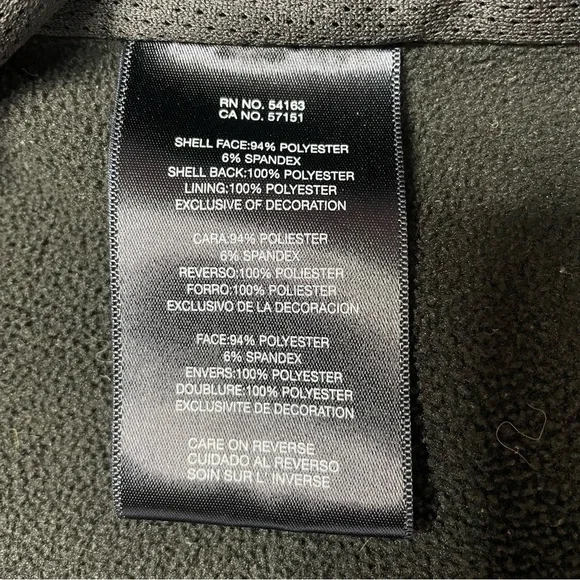 RN NO. 54163
CA NO. 57151
SHELL FACE:94% POLYESTER
6% SPANDEX
SHELL BACK:100% POLYESTER
LINING:100% POLYESTER
EXCLUSIVE OF DECORATION
CARA:94% POLIESTER
6% SPANDEX
REVERSO:100% POLIESTER
FORRO:100% POLIESTER
EXCLUSIVO DE LA DECORACION
FACE:94% POLYESTER
6% SPANDEX
ENVERS:100% POLYESTER
DOUBLURE:100% POLYESTER
EXCLUSIVITE DE DECORATION
CARE ON REVERSE
CUIDADO AL REVERSO
SOIN SUR L' INVERSE